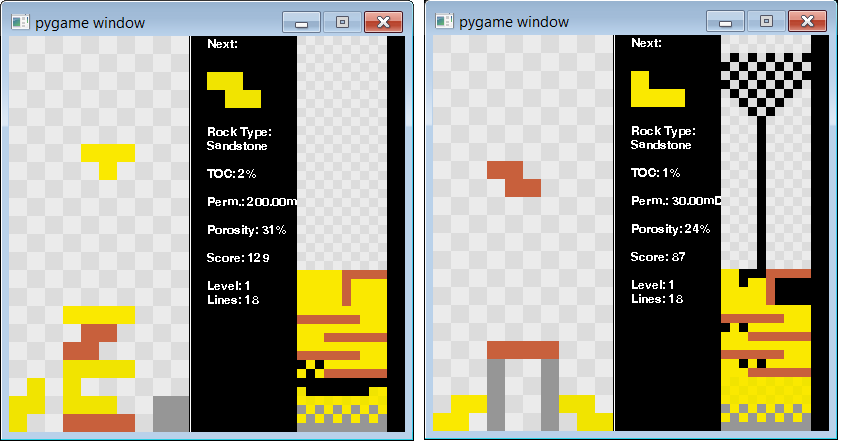 pygame window
Next:
Rock Type:
Sandstone
TOC: 2%
Perm.: 200.00m
Porosity: 31%
Score: 129
Level: 1
Lines: 18
pygame window
Next:
Rock Type:
Sandstone
TOC: 1%
Perm.: 30.00mD
Porosity: 24%
Score: 87
Level: 1
Lines: 18